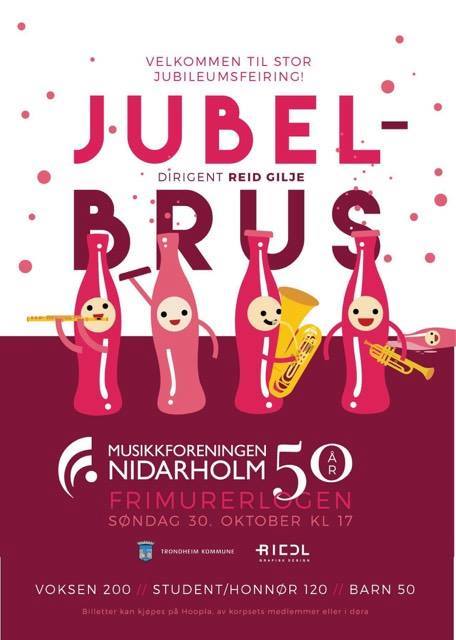 VELKOMMEN TIL STOR
JUBILEUMSFEIRING!
JUBEL-
DIRIGENT REID GILJE
BRUS
MUSIKKFORENINGEN
NIDARHOLM
50
ÅR
FRIMURERLOGEN
SØNDAG 30. OKTOBER KL 17
TRONDHEIM KOMMUNE
RIEDL
GRAFISK DESIGN
VOKSEN 200 // STUDENT/HONNØR 120 // BARN 50
Billetter kan kjøpes på Hoopla, av korpsets medlemmer eller i døra